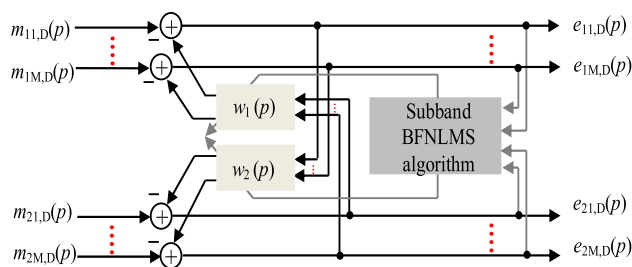 m11,D(p)
e11,D(p)
m1M,D(p)
e1M,D(p)
w1(p)
w2(p)
Subband
BFNLMS
algorithm
m21,D(p)
e21,D(p)
m2M,D(p)
e2M,D(p)